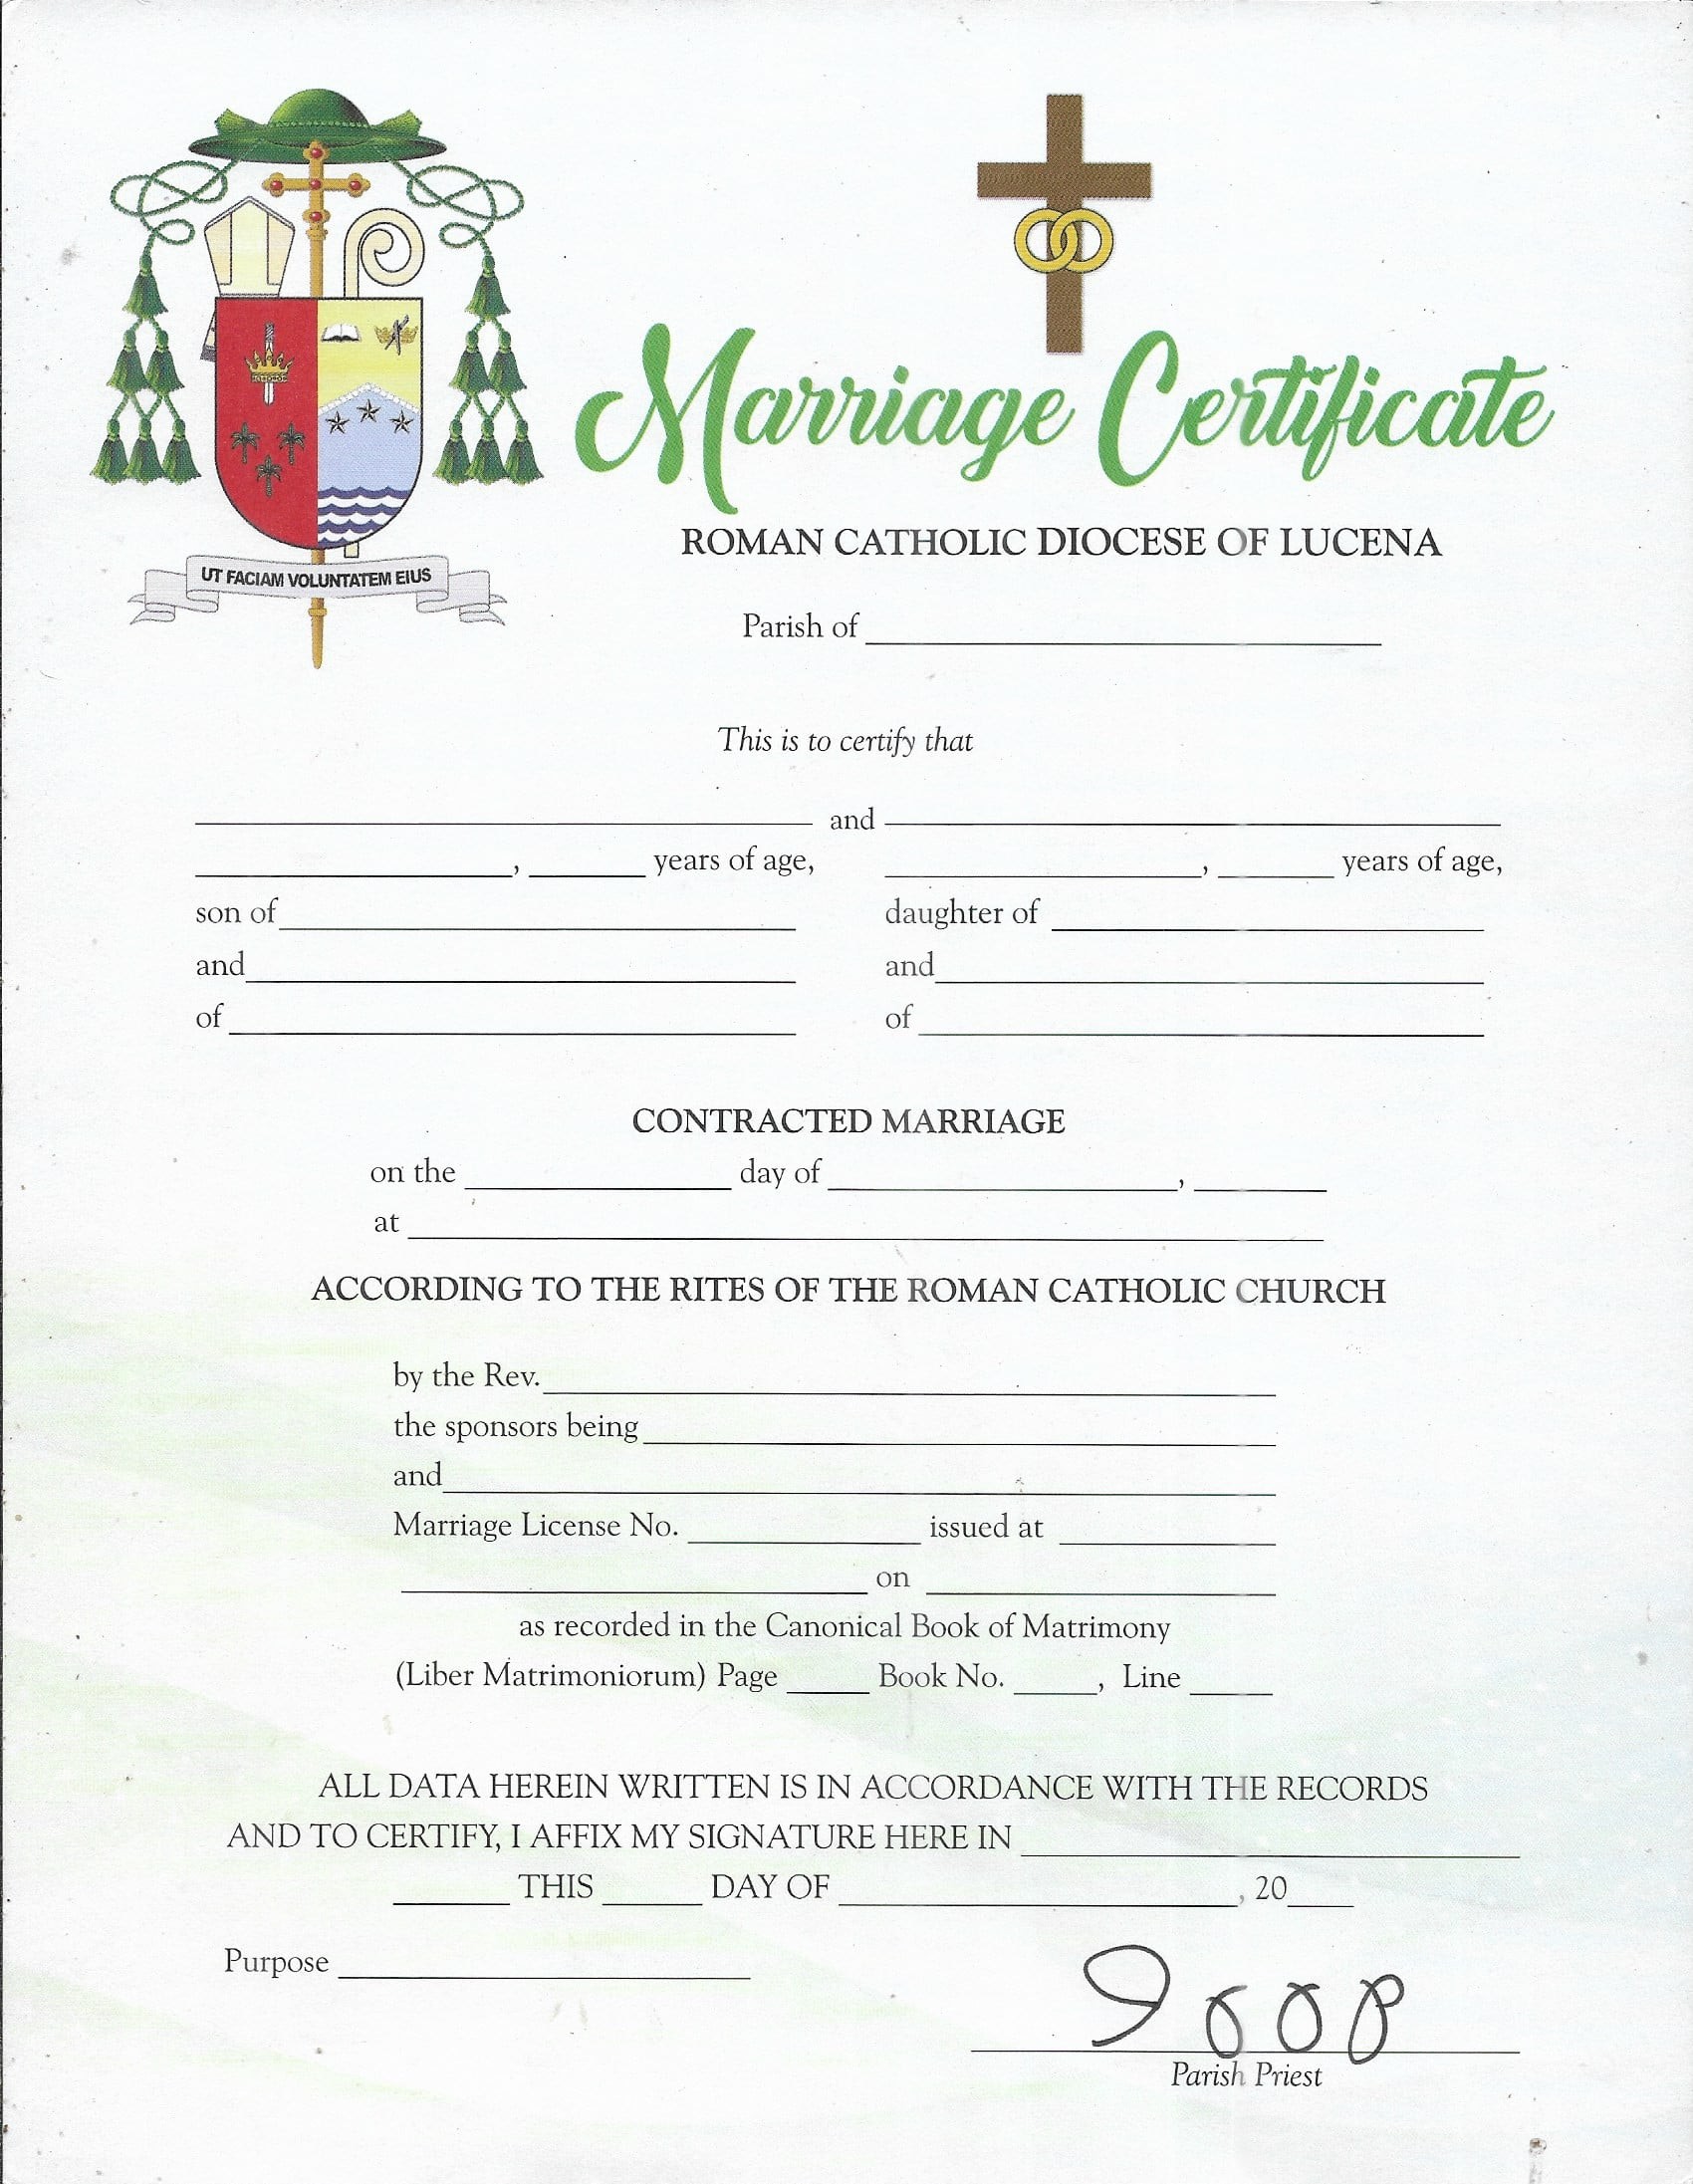 UT FACIAM VOLUNTATEM EIUS
Marriage Certificate
ROMAN CATHOLIC DIOCESE OF LUCENA
Parish of
This is to certify that
and
, years of age, , years of age,
son of daughter of
and and
of of
CONTRACTED MARRIAGE
on the day of ,
at
ACCORDING TO THE RITES OF THE ROMAN CATHOLIC CHURCH
by the Rev.
the sponsors being
and
Marriage License No. issued at
on
as recorded in the Canonical Book of Matrimony
(Liber Matrimoniorum) Page Book No. , Line
ALL DATA HEREIN WRITTEN IS IN ACCORDANCE WITH THE RECORDS
AND TO CERTIFY, I AFFIX MY SIGNATURE HERE IN
THIS DAY OF , 20
Purpose
Parish Priest